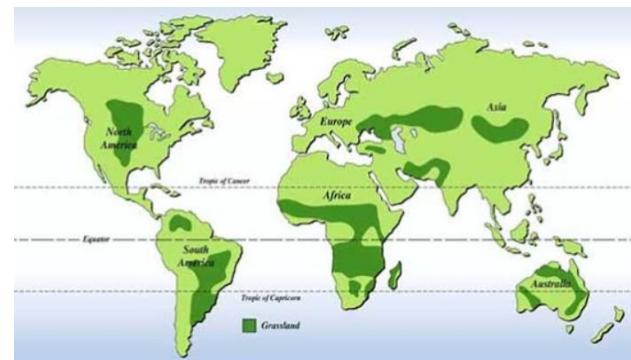 Asia
Europe
North
America
Tropic of Cancer
Africa
Equator
South
America
Australia
Tropic of Capricorn
Grassland